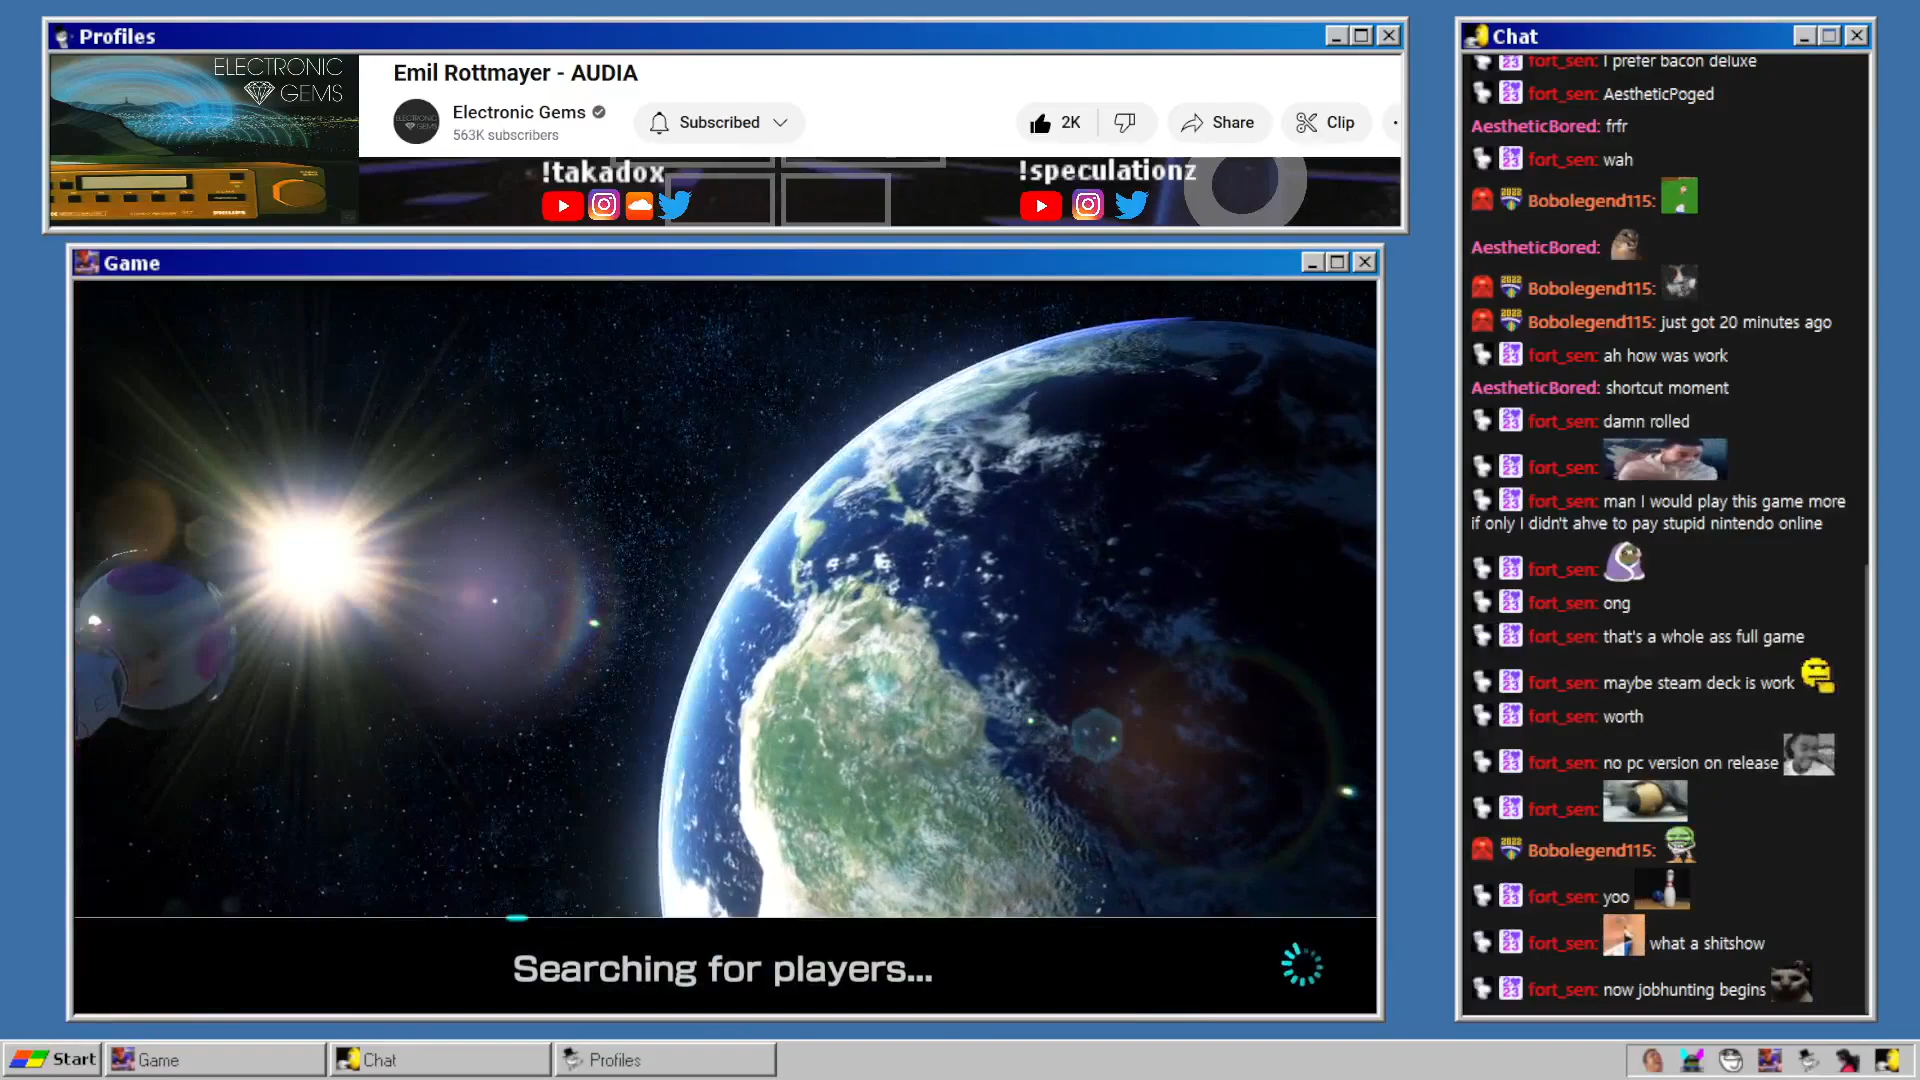 Profiles
ELECTRONIC
GEMS
Emil Rottmayer - AUDIA
Electronic Gems
563K subscribers
Subscribed
2K
Share
Clip
!takadox
!speculationz
PHILIPS
Game
Searching for players...
Chat
fort_sen: I prefer bacon deluxe
fort_sen: AestheticPoged
AestheticBored: frfr
fort_sen: wah
Bobolegend115:
AestheticBored:
Bobolegend115:
Bobolegend115: just got 20 minutes ago
fort_sen: ah how was work
AestheticBored: shortcut moment
fort_sen: damn rolled
fort_sen:
fort_sen: man I would play this game more
if only I didn't ahve to pay stupid nintendo online
fort_sen:
fort_sen: ong
fort_sen: that's a whole ass full game
fort_sen: maybe steam deck is work
fort_sen: worth
fort_sen: no pc version on release
fort_sen:
Bobolegend115:
fort_sen: yoo
fort_sen: what a shitshow
fort_sen: now jobhunting begins
Start
Game
Chat
Profiles